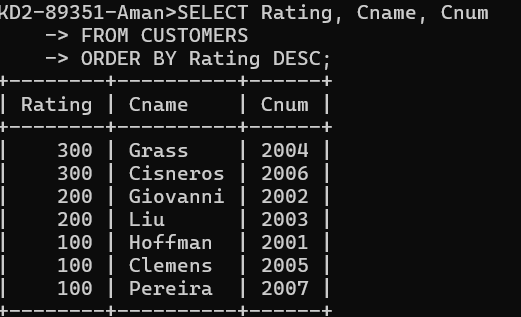 KD2-89351-Aman>SELECT Rating, Cname, Cnum
    -> FROM CUSTOMERS
    -> ORDER BY Rating DESC;
+--------+----------+------+
| Rating | Cname    | Cnum |
+--------+----------+------+
|    300 | Grass    | 2004 |
|    300 | Cisneros | 2006 |
|    200 | Giovanni | 2002 |
|    200 | Liu      | 2003 |
|    100 | Hoffman  | 2001 |
|    100 | Clemens  | 2005 |
|    100 | Pereira  | 2007 |
+--------+----------+------+